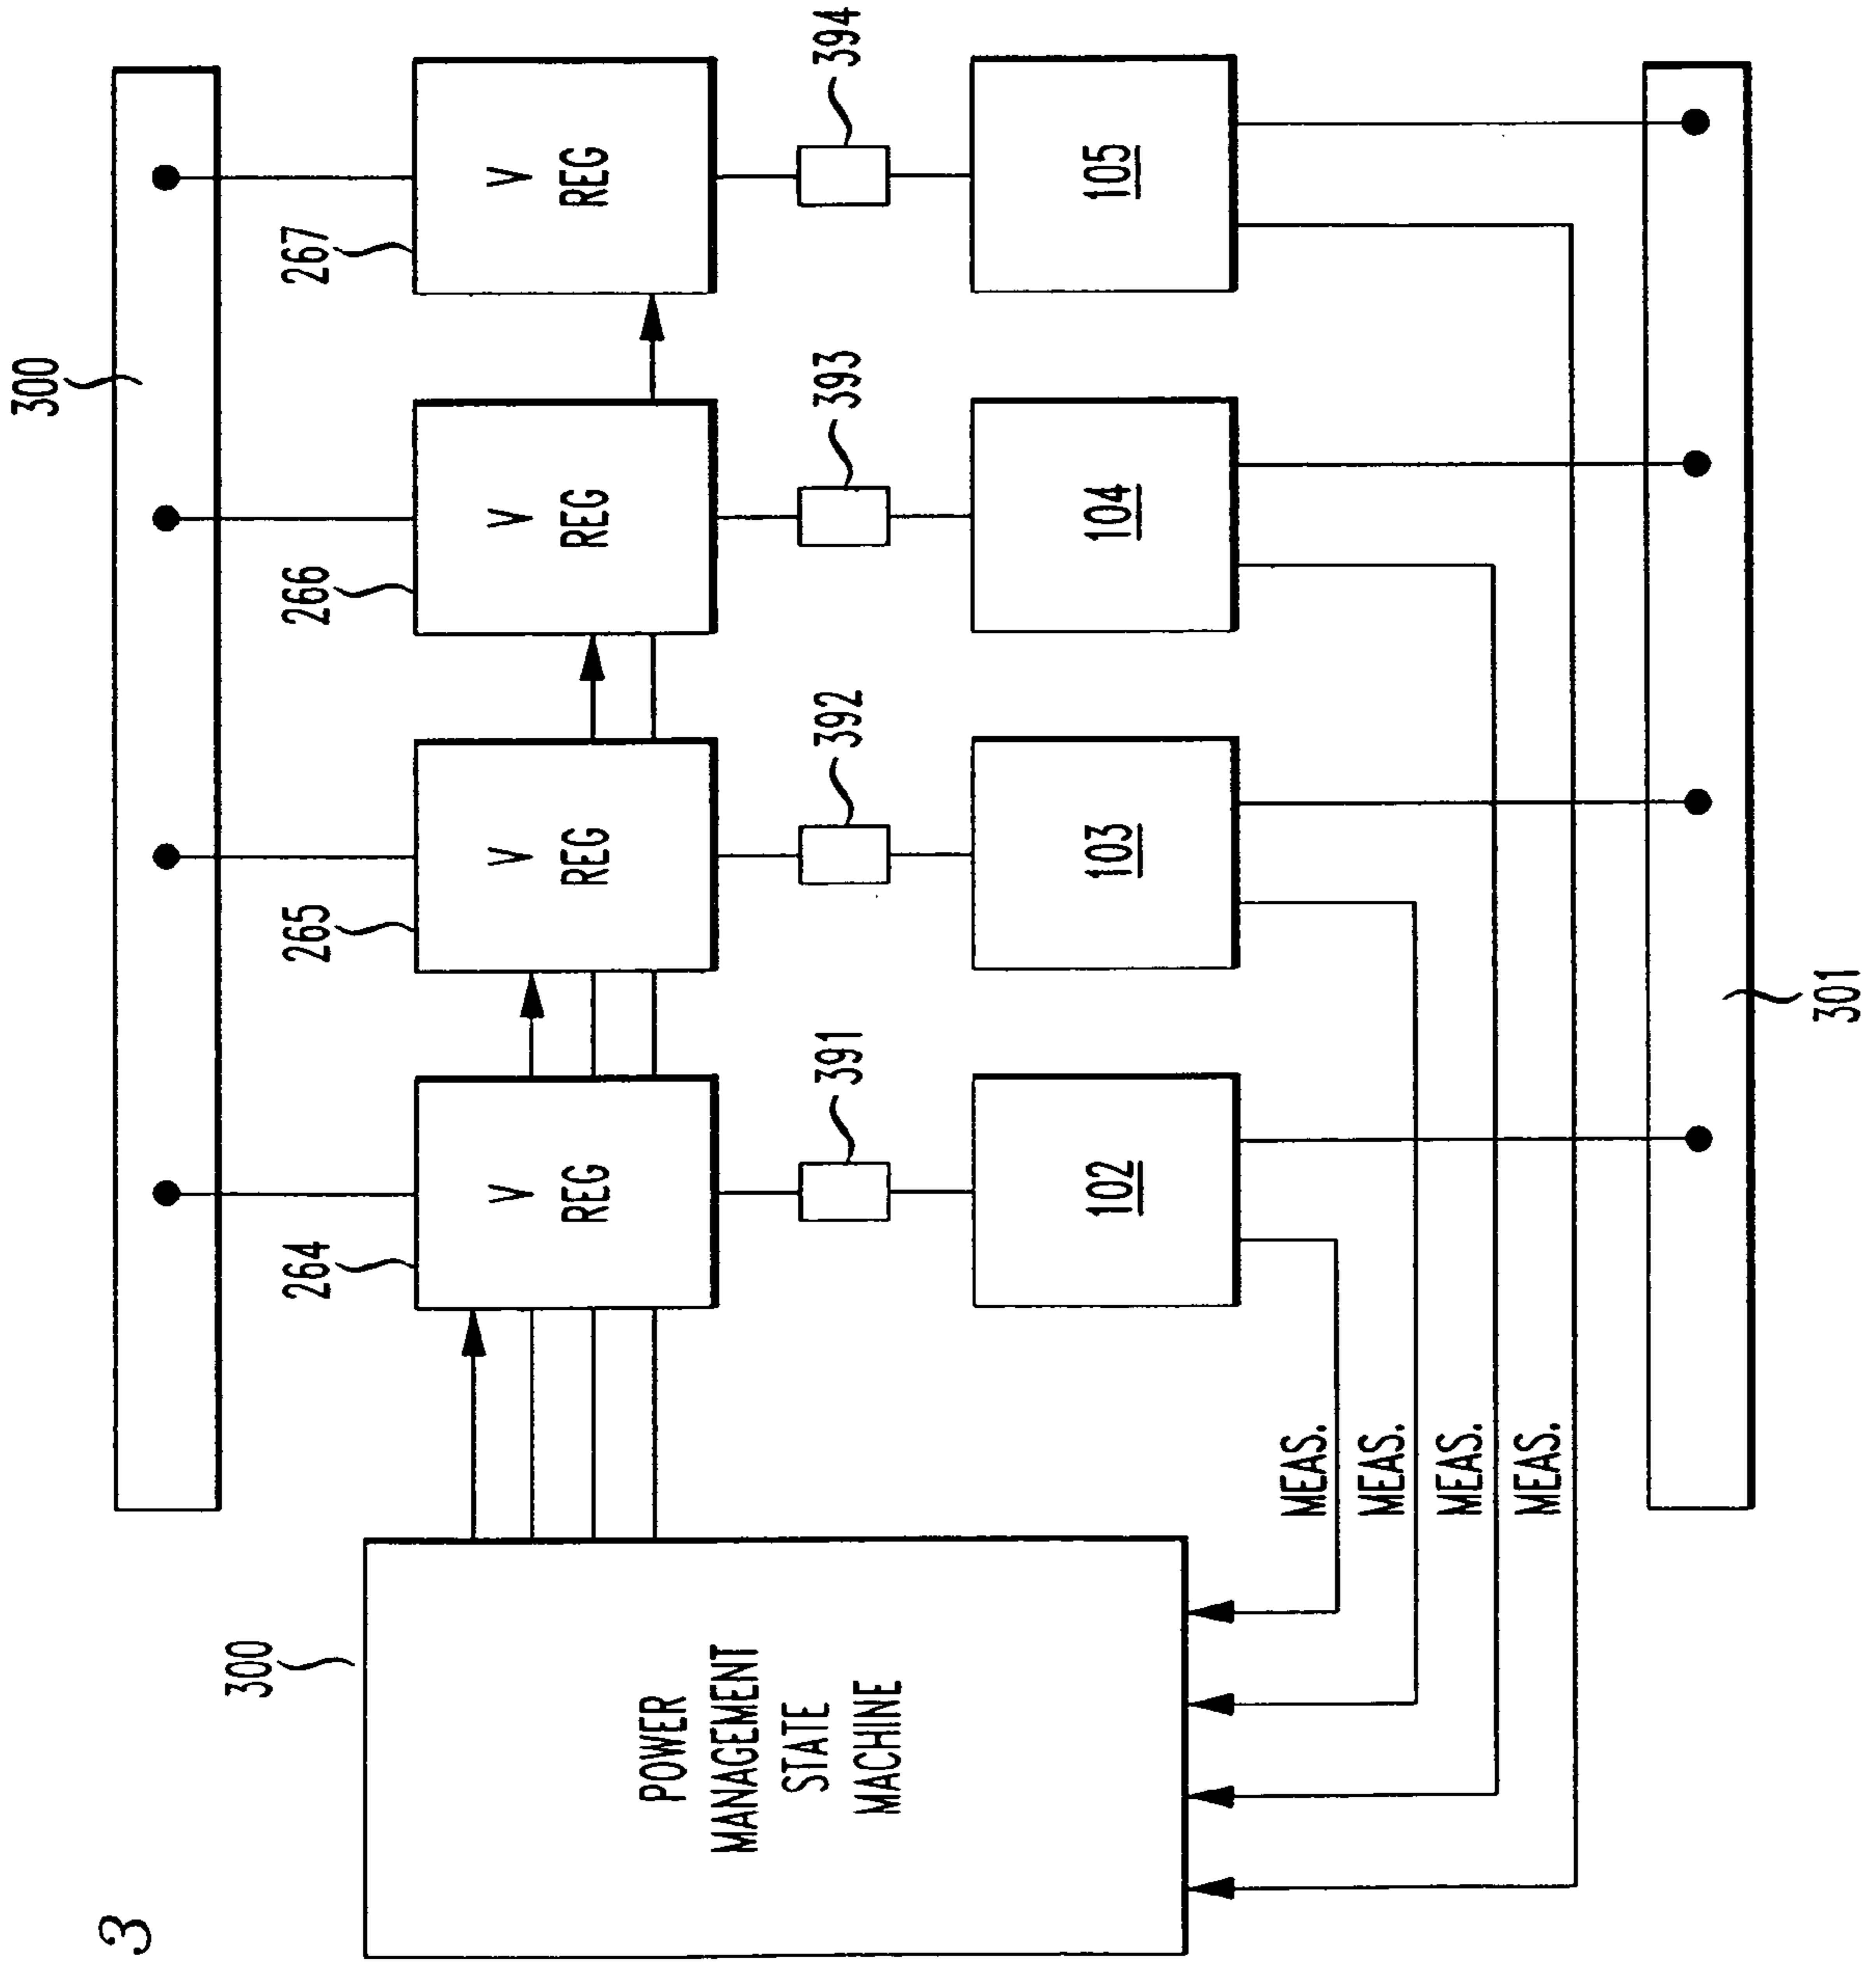 3
300
300
POWER
MANAGEMENT
STATE
MACHINE
264
V
REG
265
V
REG
266
V
REG
267
V
REG
391
392
393
394
102
103
104
105
MEAS.
MEAS.
MEAS.
MEAS.
301